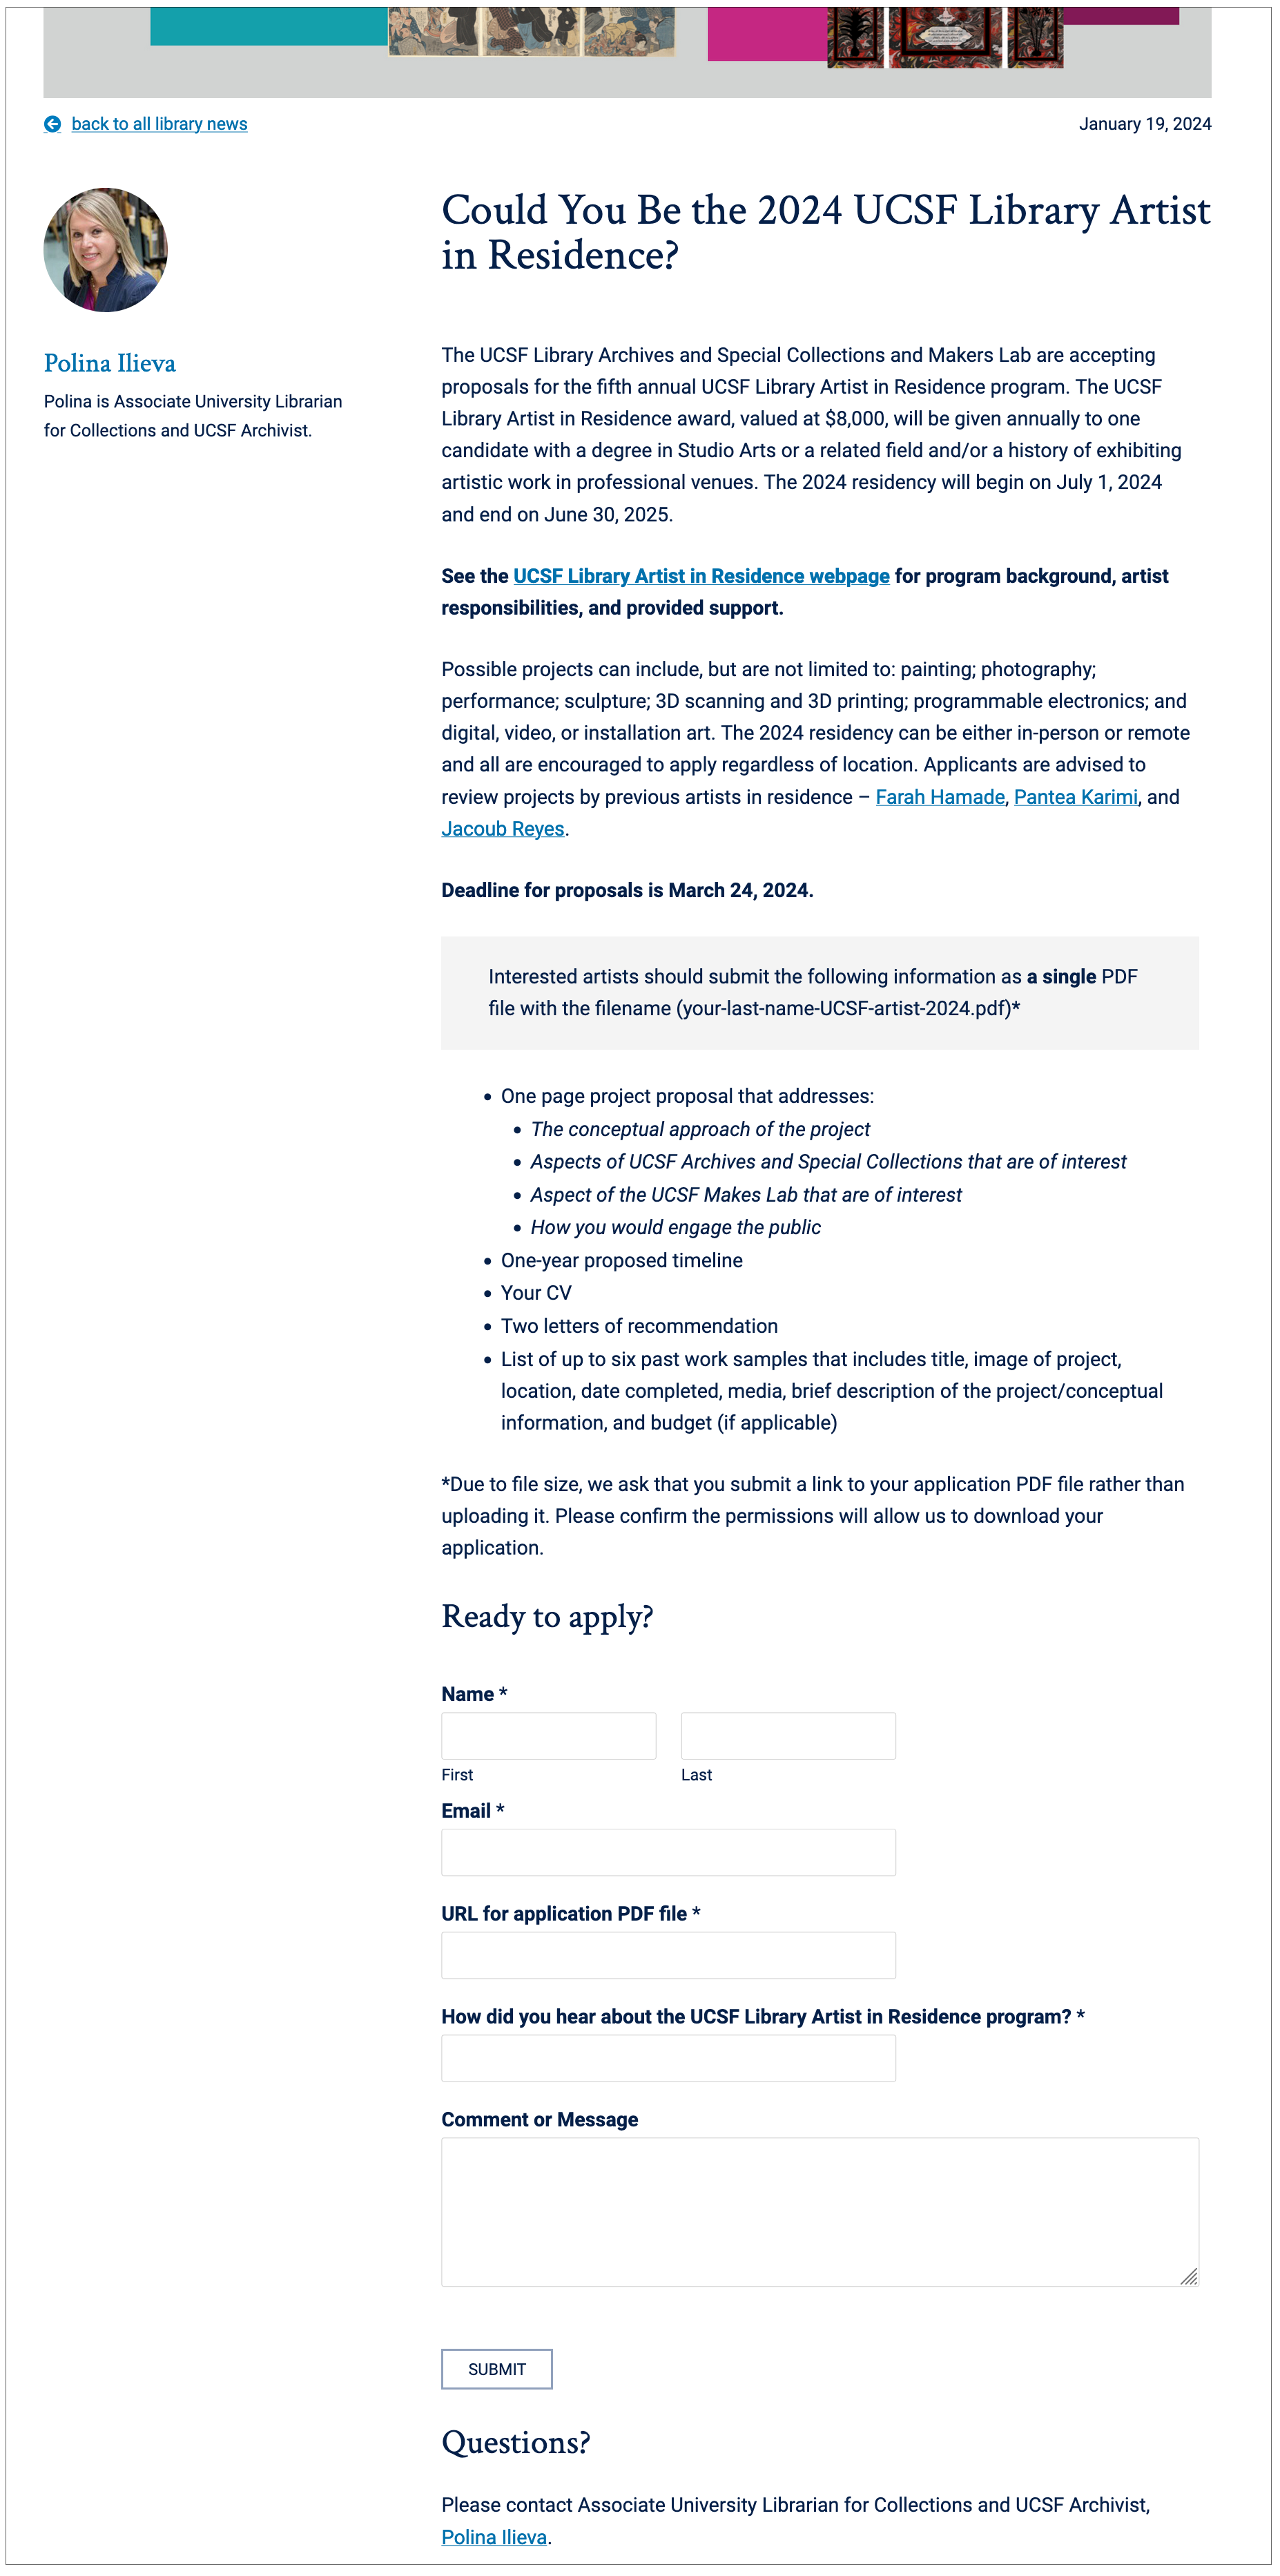 back to all library news
January 19, 2024
Could You Be the 2024 UCSF Library Artist
in Residence?
Polina Ilieva
Polina is Associate University Librarian
for Collections and UCSF Archivist.
The UCSF Library Archives and Special Collections and Makers Lab are accepting
proposals for the fifth annual UCSF Library Artist in Residence program. The UCSF
Library Artist in Residence award, valued at $8,000, will be given annually to one
candidate with a degree in Studio Arts or a related field and/or a history of exhibiting
artistic work in professional venues. The 2024 residency will begin on July 1, 2024
and end on June 30, 2025.
See the UCSF Library Artist in Residence webpage for program background, artist
responsibilities, and provided support.
Possible projects can include, but are not limited to: painting; photography;
performance; sculpture; 3D scanning and 3D printing; programmable electronics; and
digital, video, or installation art. The 2024 residency can be either in-person or remote
and all are encouraged to apply regardless of location. Applicants are advised to
review projects by previous artists in residence – Farah Hamade, Pantea Karimi, and
Jacoub Reyes.
Deadline for proposals is March 24, 2024.
Interested artists should submit the following information as a single PDF
file with the filename (your-last-name-UCSF-artist-2024.pdf)*
• One page project proposal that addresses:
• The conceptual approach of the project
• Aspects of UCSF Archives and Special Collections that are of interest
• Aspect of the UCSF Makes Lab that are of interest
• How you would engage the public
• One-year proposed timeline
• Your CV
• Two letters of recommendation
• List of up to six past work samples that includes title, image of project,
location, date completed, media, brief description of the project/conceptual
information, and budget (if applicable)
*Due to file size, we ask that you submit a link to your application PDF file rather than
uploading it. Please confirm the permissions will allow us to download your
application.
Ready to apply?
Name *
First
Last
Email *
URL for application PDF file *
How did you hear about the UCSF Library Artist in Residence program? *
Comment or Message
SUBMIT
Questions?
Please contact Associate University Librarian for Collections and UCSF Archivist,
Polina Ilieva.